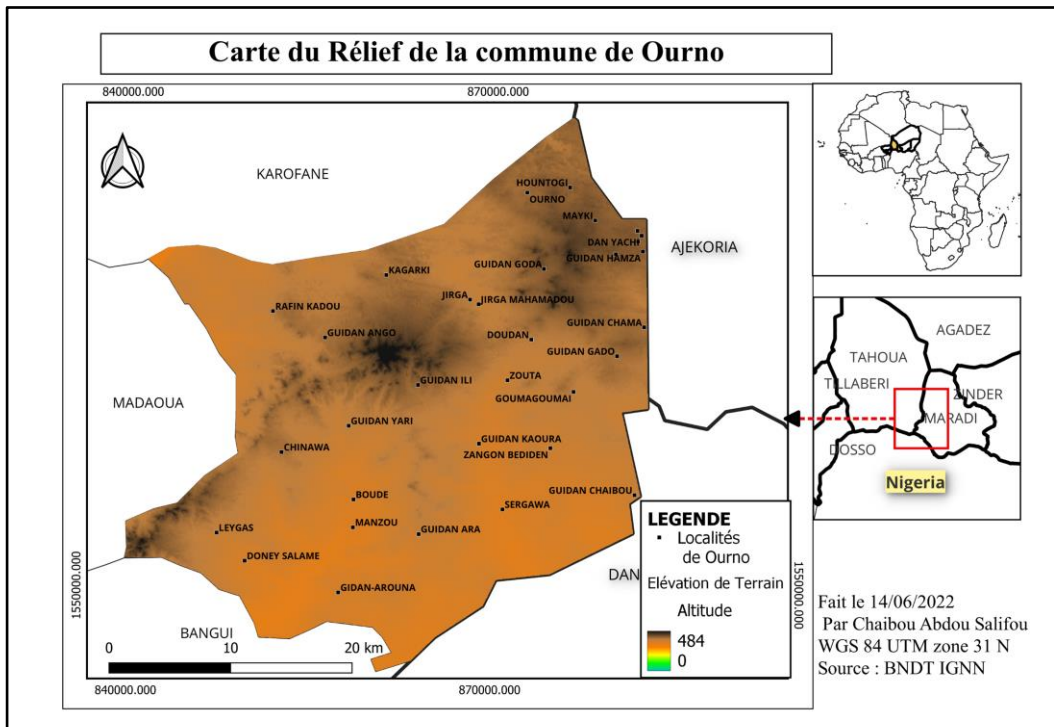 Carte du Rélief de la commune de Ourno
840000.000
870000.000
KAROFANE
HOUNTOGI
OURNO
MAYKI
DAN YACHI
GUIDAN HAMZA
AJEKORIA
GUIDAN GODA
KAGARKI
JIRGA
JIRGA MAHAMADOU
RAFIN KADOU
GUIDAN CHAMA
GUIDAN ANGO
DOUDAN
GUIDAN GADO
ZOUTA
GUIDAN ILI
GOUMAGOUMAI
MADAOUA
GUIDAN YARI
GUIDAN KAOURA
CHINAWA
ZANGON BEDIDEN
GUIDAN CHAIBOU
BOUDE
SERGAWA
LEYGAS
MANZOU
GUIDAN ARA
DONEY SALAME
DAN
GIDAN-AROUNA
BANGUI
0
10
20 km
1550000.000
1550000.000
840000.000
870000.000
LEGENDE
Localités
de Ourno
Elévation de Terrain
Altitude
484
0
AGADEZ
TAHOUA
TILLABERI
ZINDER
MARADI
DOSSO
Nigeria
Fait le 14/06/2022
Par Chaibou Abdou Salifou
WGS 84 UTM zone 31 N
Source : BNDT IGNN